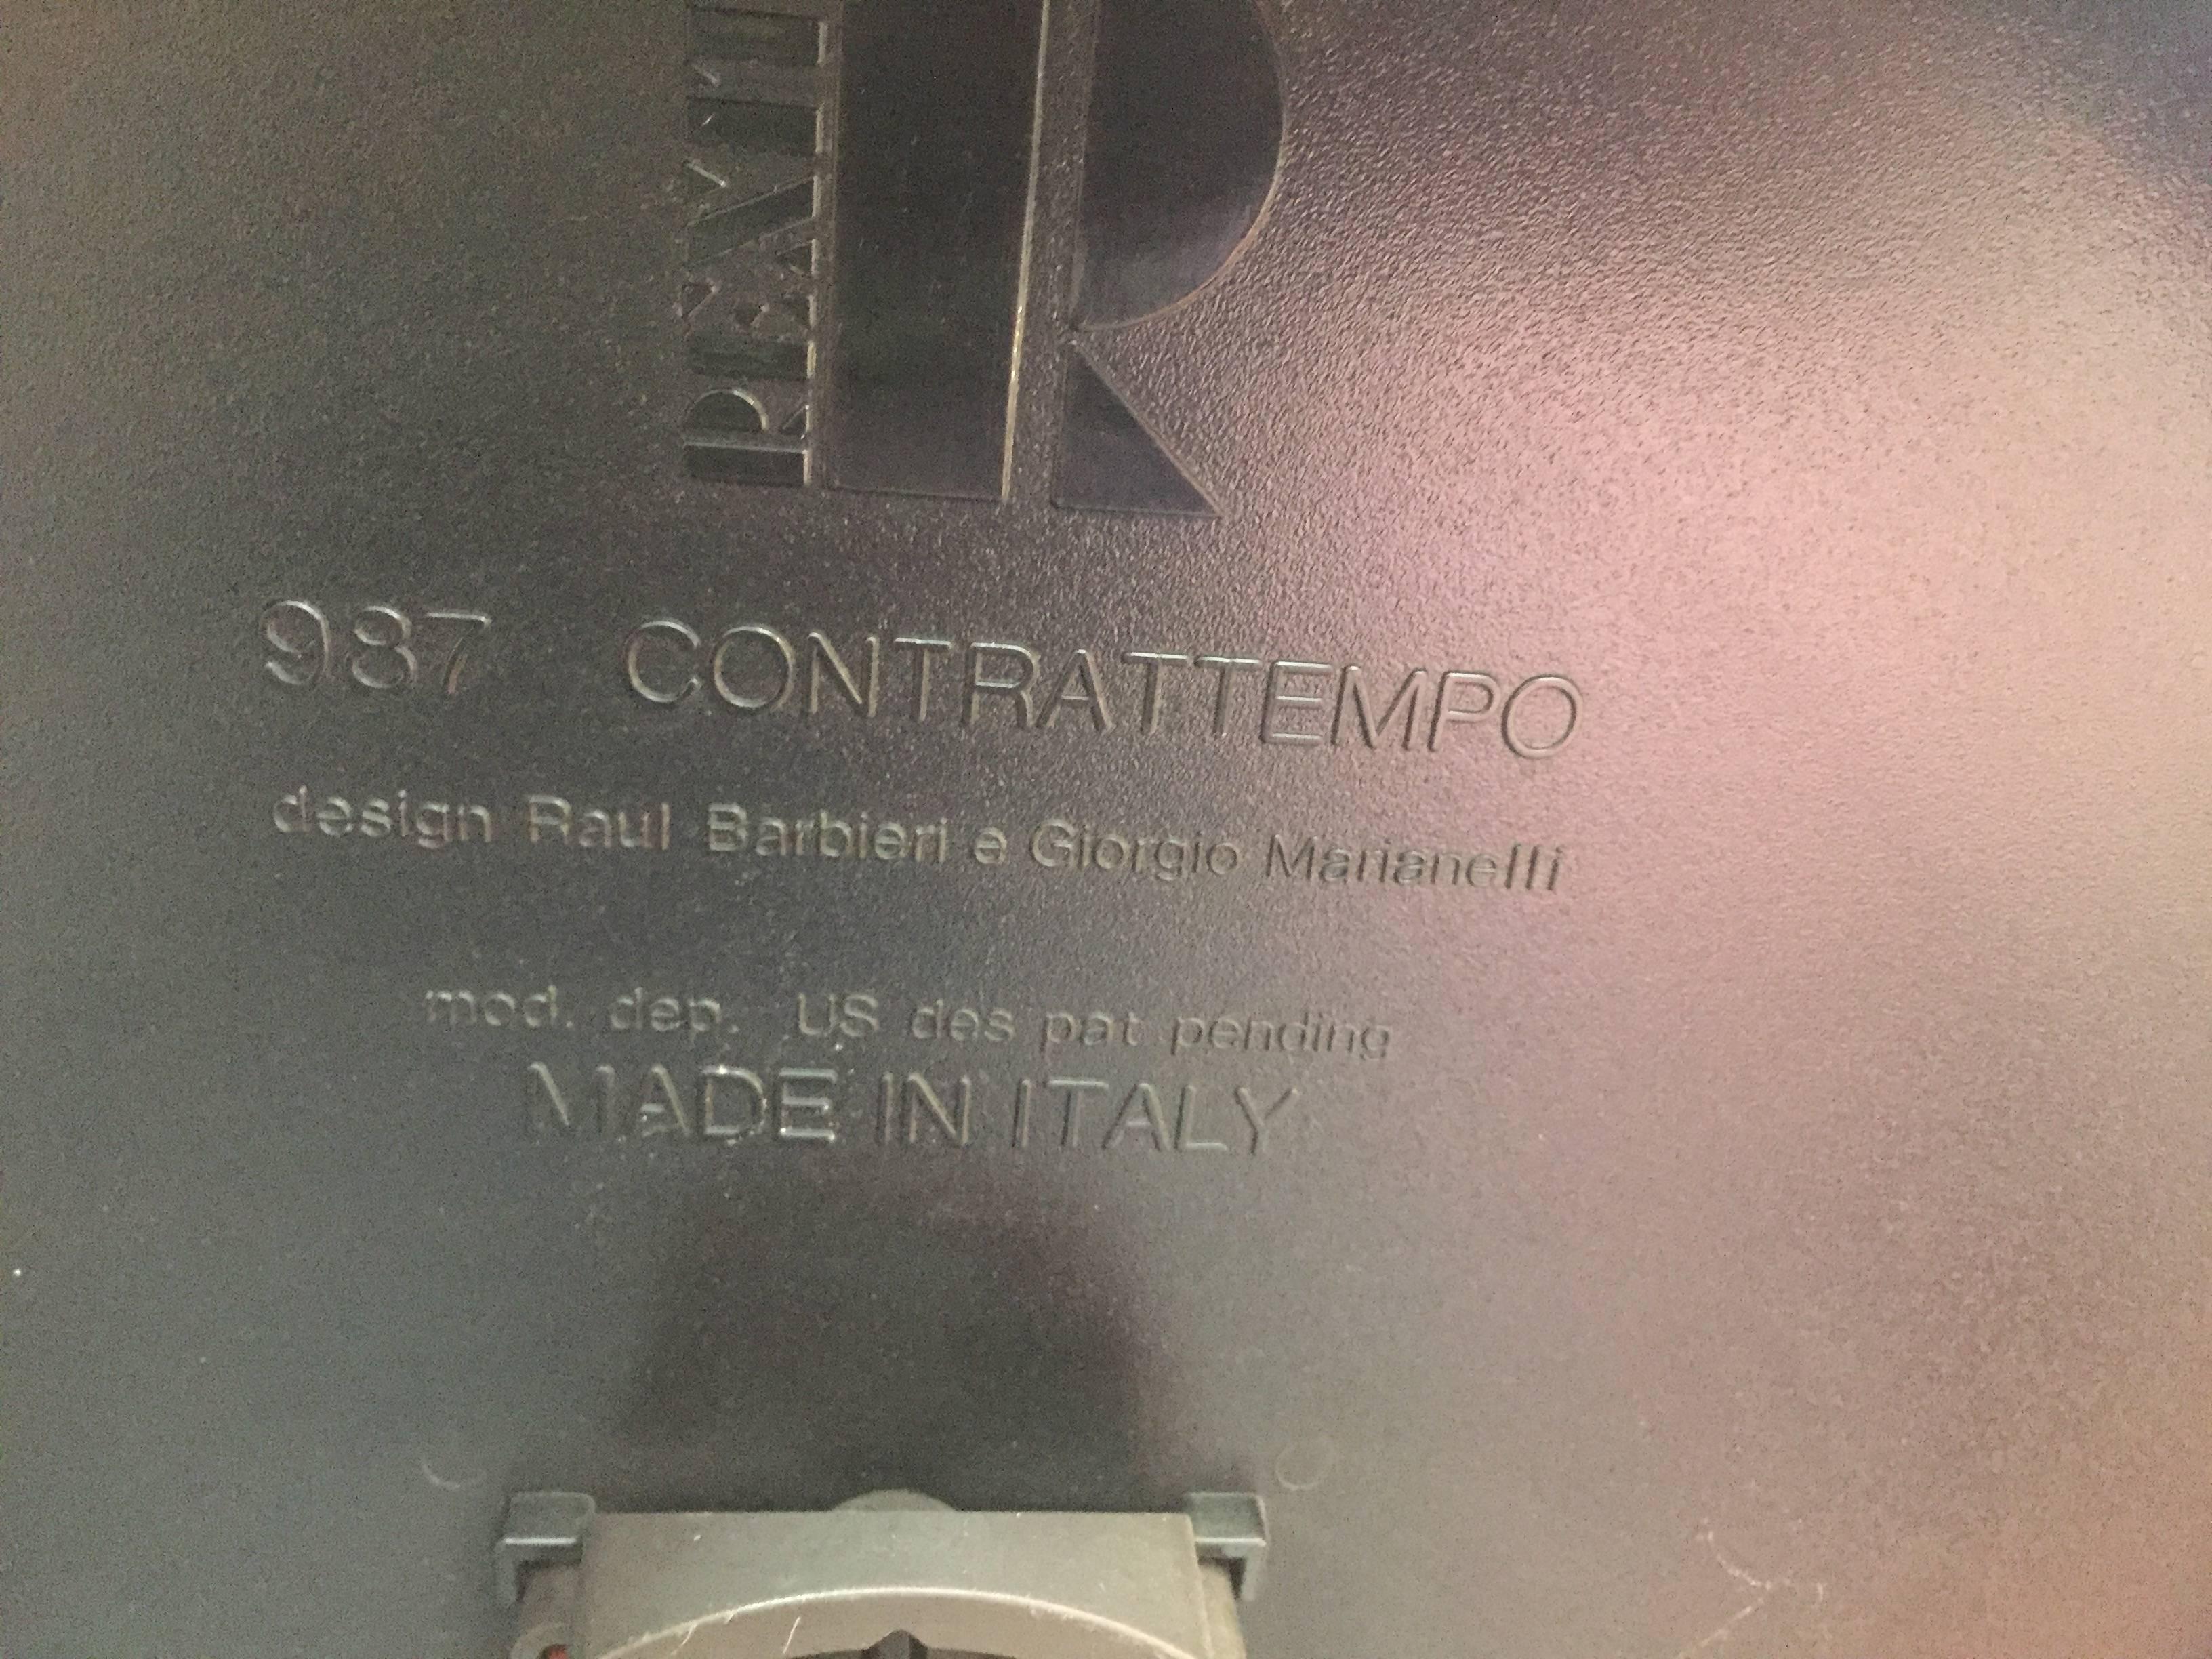 R
987 CONTRATTEMPO
design Raul Barbieri e Giorgio Marianelli
mod. dep. US des pat pending
MADE IN ITALY